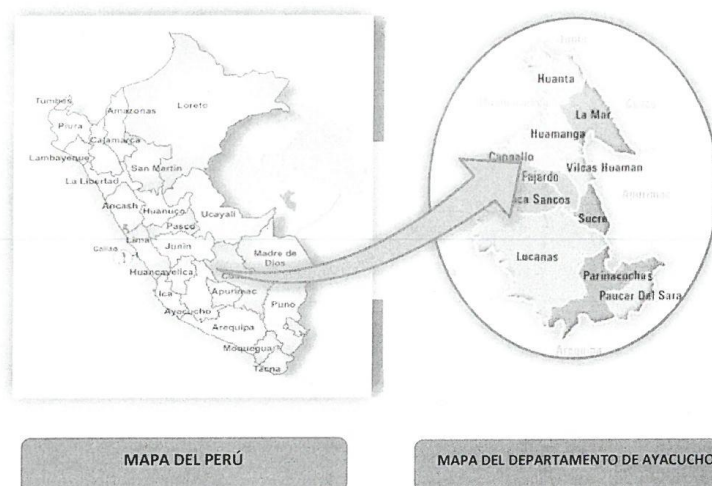 Tumbes
Amazonas
Loreto
Piura
Cajamarca
Lambayeque
San Martin
La Libertad
Ancash
Huanuco
Ucayali
Pasco
Lima
Junin
Callao
Madre de
Dios
Huancavelica
Ica
Apurimac
Puno
Ayacucho
Arequipa
Moquegua
Tacna
Huanta
La Mar
Huamanga
Cangallo
Vilcas Huaman
Fajardo
Sancos
Sucre
Lucanas
Parinacochas
Paucar Del Sara
MAPA DEL PERÚ
MAPA DEL DEPARTAMENTO DE AYACUCHO